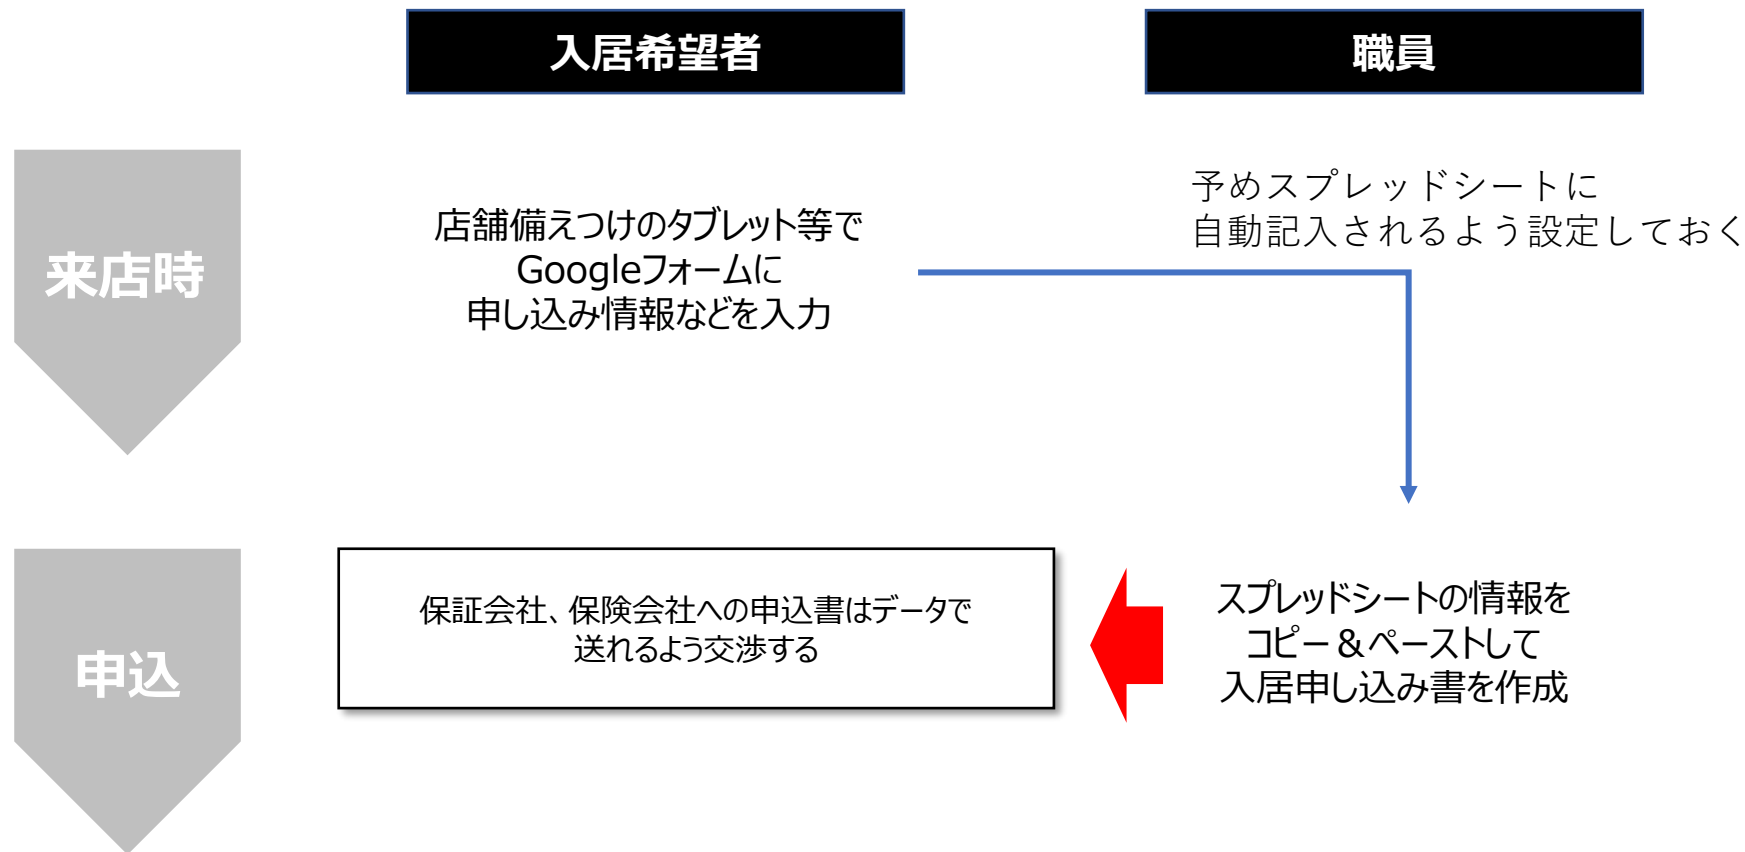 入居希望者
職員
来店時
店舗備えつけのタブレット等で
Googleフォームに
申し込み情報などを入力
予めスプレッドシートに
自動記入されるよう設定しておく
申込
保証会社、保険会社への申込書はデータで
送れるよう交渉する
スプレッドシートの情報を
コピー＆ペーストして
入居申し込み書を作成